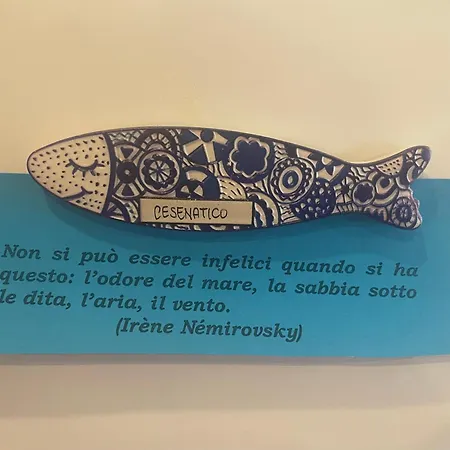 CESENATICO
Non si può essere infelici quando si ha
questo: l'odore del mare, la sabbia sotto
le dita, l'aria, il vento.
(Irène Némirovsky)